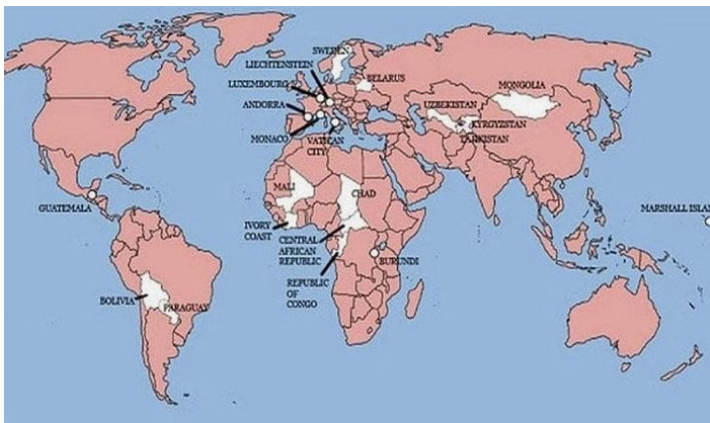 SWEDEN
LIECHTENSTEIN
LUXEMBOURG
BELARUS
MONGOLIA
ANDORRA
UZBEKISTAN
KYRGYZSTAN
MONACO
VATICAN
CITY
TAJIKISTAN
MALI
CHAD
GUATEMALA
MARSHALL ISLA
IVORY
COAST
CENTRAL
AFRICAN
REPUBLIC
BURUNDI
REPUBLIC
OF
CONGO
BOLIVIA
PARAGUAY